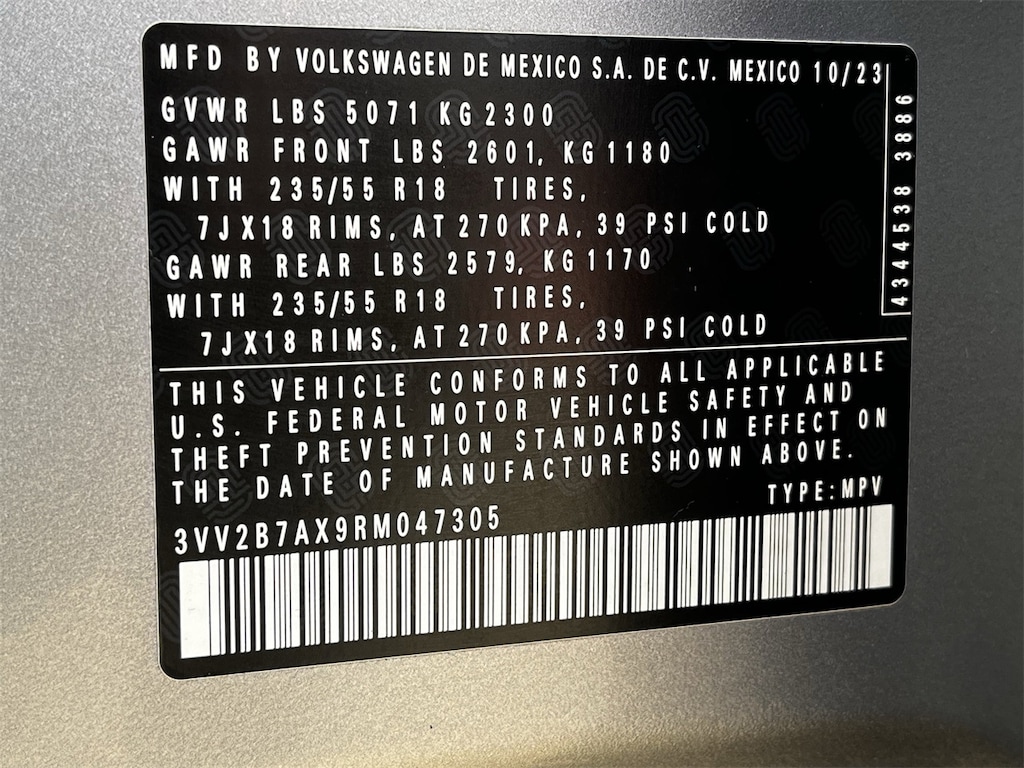 MFD BY VOLKSWAGEN DE MEXICO S.A. DE C.V. MEXICO 10/23
GVWR LBS 5071 KG 2300
GAWR FRONT LBS 2601, KG 1180
WITH 235/55 R18 TIRES,
7JX18 RIMS, AT 270 KPA, 39 PSI COLD
GAWR REAR LBS 2579, KG 1170
WITH 235/55 R18 TIRES,
7JX18 RIMS, AT 270 KPA, 39 PSI COLD
4344538 3886
THIS VEHICLE CONFORMS TO ALL APPLICABLE
U.S. FEDERAL MOTOR VEHICLE SAFETY AND
THEFT PREVENTION STANDARDS IN EFFECT ON
THE DATE OF MANUFACTURE SHOWN ABOVE.
TYPE:MPV
3VV2B7AX9RM047305